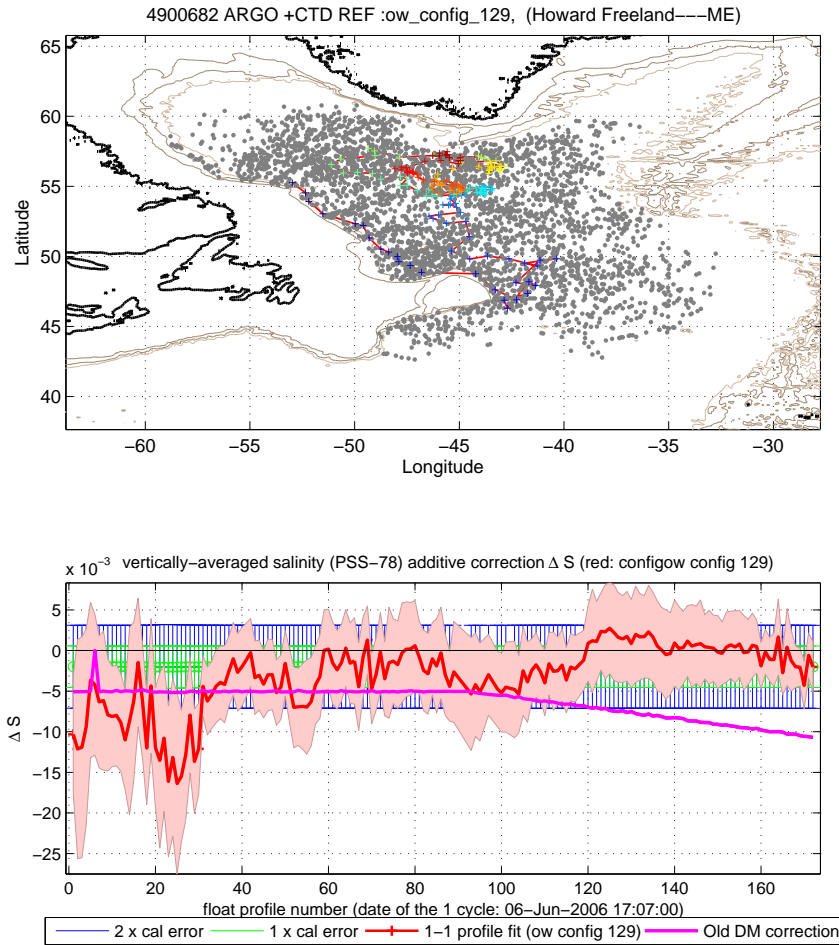 4900682 ARGO +CTD REF :ow_config_129, (Howard Freeland---ME)
65
60
55
50
45
40
Latitude
−60
−55
−50
−45
−40
−35
−30
Longitude
x 10−3
vertically−averaged salinity (PSS−78) additive correction Δ S (red: configow config 129)
5
0
−5
−10
−15
−20
−25
Δ S
0
20
40
60
80
100
120
140
160
float profile number (date of the 1 cycle: 06−Jun−2006 17:07:00)
2 x cal error
1 x cal error
1−1 profile fit (ow config 129)
Old DM correction